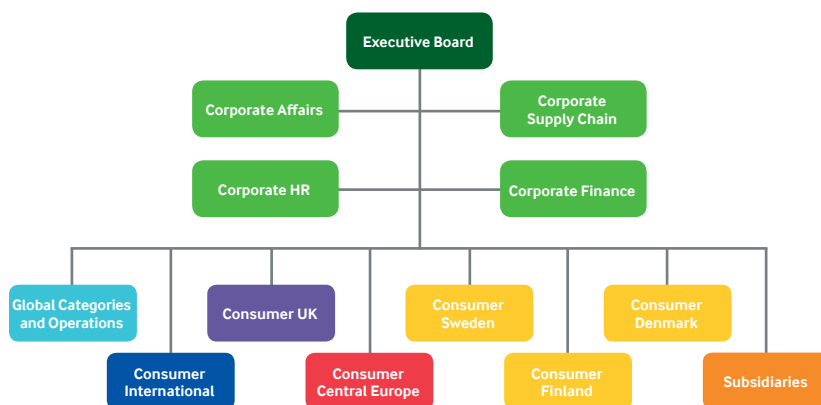 Executive Board
Corporate Affairs
Corporate
Supply Chain
Corporate HR
Corporate Finance
Global Categories
and Operations
Consumer UK
Consumer
Sweden
Consumer
Denmark
Consumer
International
Consumer
Central Europe
Consumer
Finland
Subsidiaries